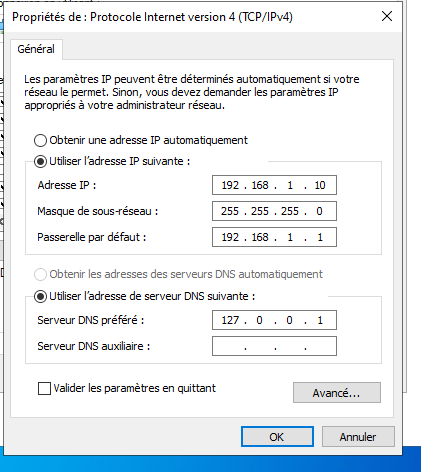 Propriétés de : Protocole Internet version 4 (TCP/IPv4)
Général
Les paramètres IP peuvent être déterminés automatiquement si votre
réseau le permet. Sinon, vous devez demander les paramètres IP
appropriés à votre administrateur réseau.
Obtenir une adresse IP automatiquement
Utiliser l'adresse IP suivante :
Adresse IP : 192 . 168 . 1 . 10
Masque de sous-réseau : 255 . 255 . 255 . 0
Passerelle par défaut : 192 . 168 . 1 . 1
Obtenir les adresses des serveurs DNS automatiquement
Utiliser l'adresse de serveur DNS suivante :
Serveur DNS préféré : 127 . 0 . 0 . 1
Serveur DNS auxiliaire : . . .
Valider les paramètres en quittant
Avancé...
OK Annuler